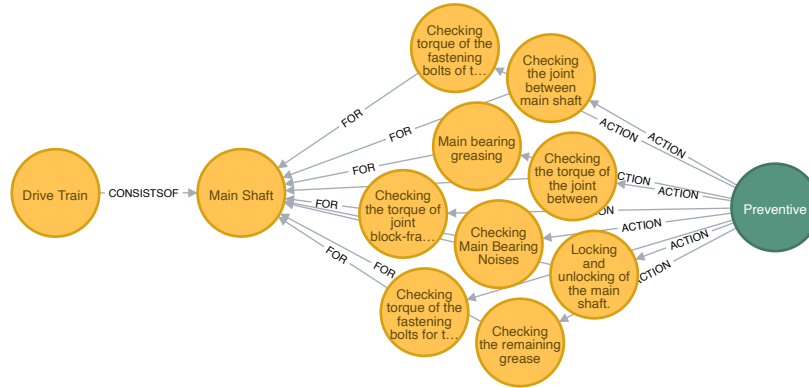 Checking
torque of the
fastening
bolts of t…
Checking
the joint
between
main shaft
FOR
ACTION
ACTION
FOR
Main bearing
greasing
Checking
the torque of
the joint
between
FOR
ACTION
ACTION
Drive Train
CONSISTSOF
Main Shaft
Preventive
FOR
Checking
the torque of
joint
block-fra…
ACTION
Checking
Main Bearing
Noises
ACTION
ACTION
Locking
and
unlocking of
the main
shaft.
FOR
FOR
ACTION
Checking
torque of the
fastening
bolts for t…
Checking
the remaining
grease